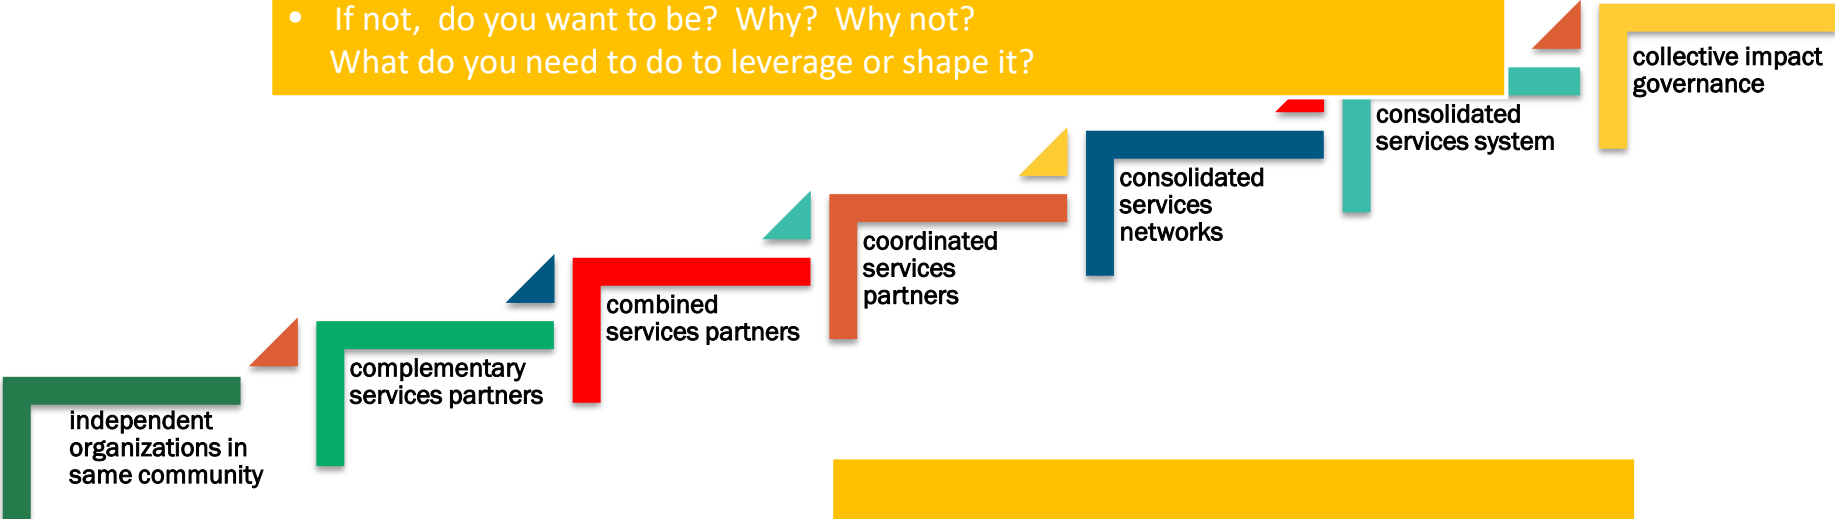 • If not, do you want to be? Why? Why not?
What do you need to do to leverage or shape it?
collective impact
governance
consolidated
services system
consolidated
services
networks
coordinated
services
partners
combined
services partners
complementary
services partners
independent
organizations in
same community